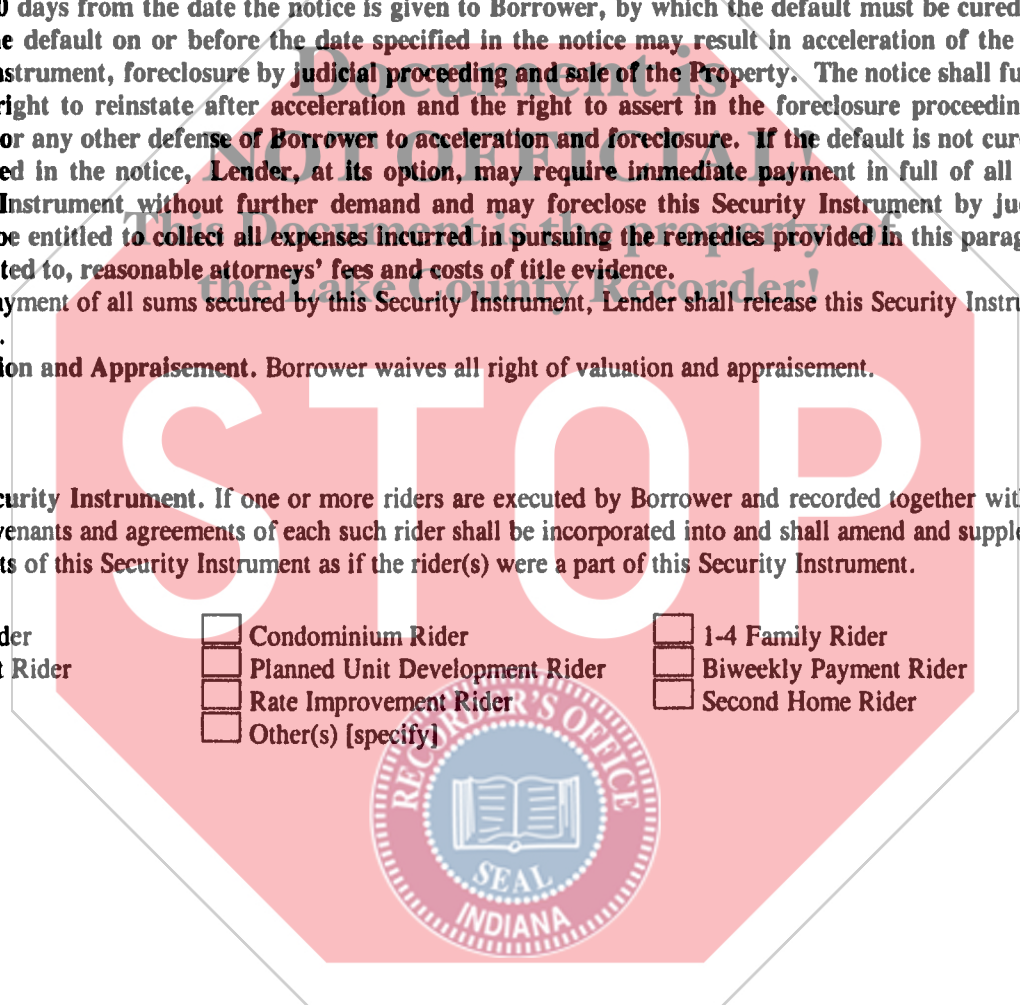 0 days from the date the notice is given to Borrower, by which the default must be cured
e default on or before the date specified in the notice may result in acceleration of the
nstrument, foreclosure by judicial proceeding and sale of the Property. The notice shall fu
right to reinstate after acceleration and the right to assert in the foreclosure proceedin
or any other defense of Borrower to acceleration and foreclosure. If the default is not cur
ed in the notice, Lender, at its option, may require immediate payment in full of all
Instrument without further demand and may foreclose this Security Instrument by ju
be entitled to collect all expenses incurred in pursuing the remedies provided in this parag
ted to, reasonable attorneys' fees and costs of title evidence.
ayment of all sums secured by this Security Instrument, Lender shall release this Security Instru
.
ion and Appraisement. Borrower waives all right of valuation and appraisement.
curity Instrument. If one or more riders are executed by Borrower and recorded together wit
venants and agreements of each such rider shall be incorporated into and shall amend and supple
ts of this Security Instrument as if the rider(s) were a part of this Security Instrument.
der Condominium Rider 1-4 Family Rider
t Rider Planned Unit Development Rider Biweekly Payment Rider
Rate Improvement Rider Second Home Rider
Other(s) [specify]
Document is
NOT OFFICIAL!
This Document is the property of
the Lake County Recorder!
STOP
RECORDER'S OFFICE
SEAL
INDIANA